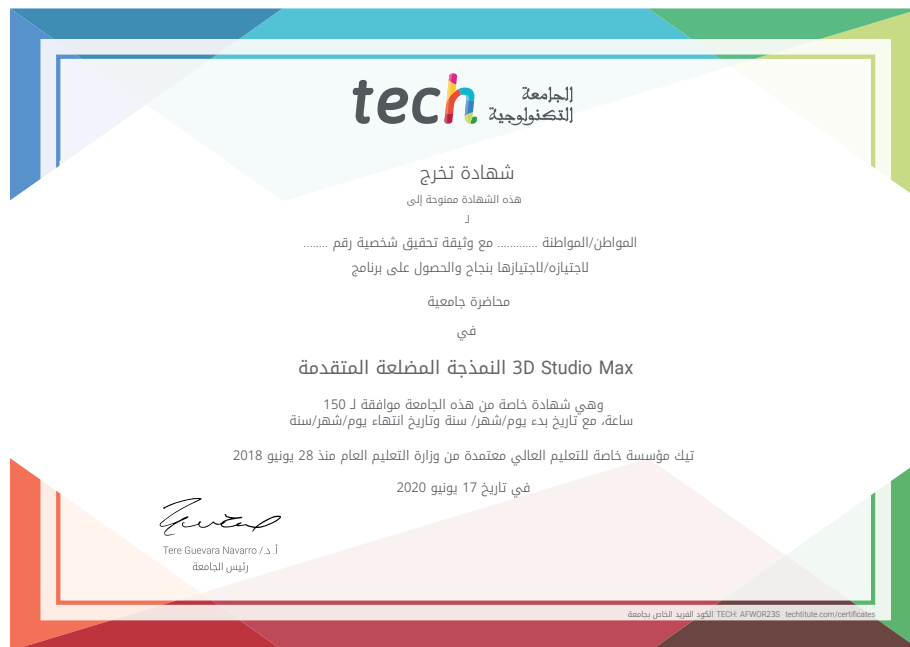 tech الجامعة
التكنولوجية
شهادة تخرج
هذه الشهادة ممنوحة إلى
لـ
المواطن/المواطنة ............. مع وثيقة تحقيق شخصية رقم ........
لاجتيازه/لاجتيازها بنجاح والحصول على برنامج
محاضرة جامعية
في
3D Studio Max النمذجة المضلعة المتقدمة
وهي شهادة خاصة من هذه الجامعة موافقة لـ 150
ساعة، مع تاريخ بدء يوم/شهر/ سنة وتاريخ انتهاء يوم/شهر/سنة
تيك مؤسسة خاصة للتعليم العالي معتمدة من وزارة التعليم العام منذ 28 يونيو 2018
في تاريخ 17 يونيو 2020
أ.د./ Tere Guevara Navarro
رئيس الجامعة
الكود الفريد الخاص بجامعة TECH: AFWOR23S techtitute.com/certificates